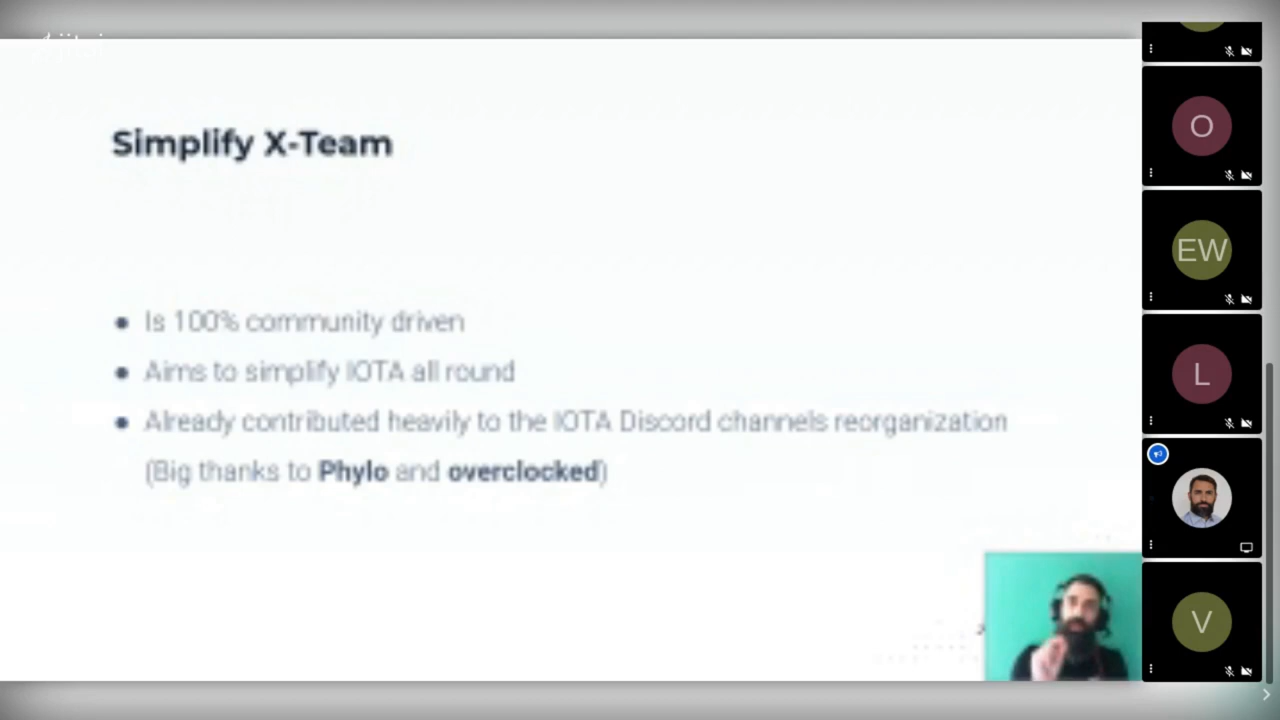 Simplify X-Team
● Is 100% community driven
● Aims to simplify IOTA all round
● Already contributed heavily to the IOTA Discord channels reorganization
(Big thanks to Phylo and overclocked)
O
EW
L
V